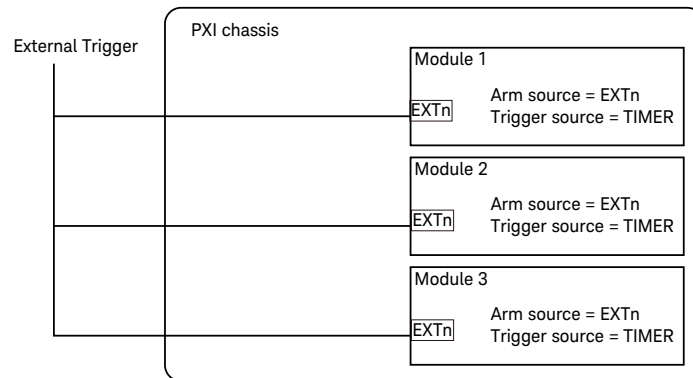 PXI chassis
External Trigger
Module 1
EXTn
Arm source = EXTn
Trigger source = TIMER
Module 2
EXTn
Arm source = EXTn
Trigger source = TIMER
Module 3
EXTn
Arm source = EXTn
Trigger source = TIMER